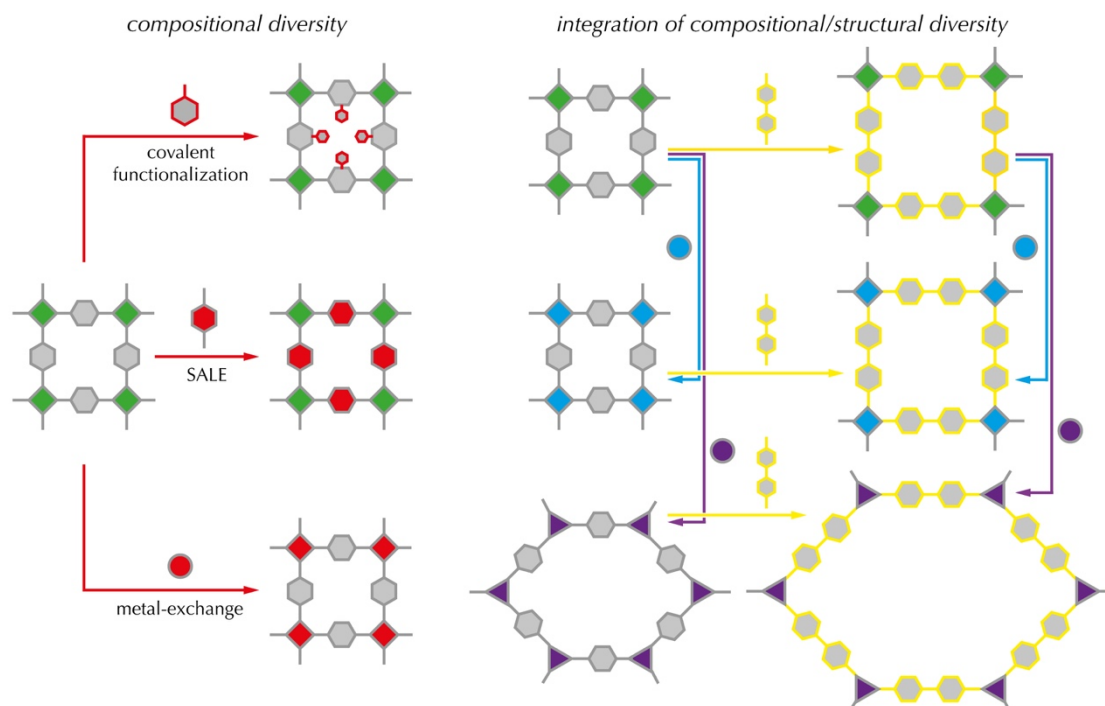 compositional diversity
integration of compositional/structural diversity
covalent
functionalization
SALE
metal-exchange